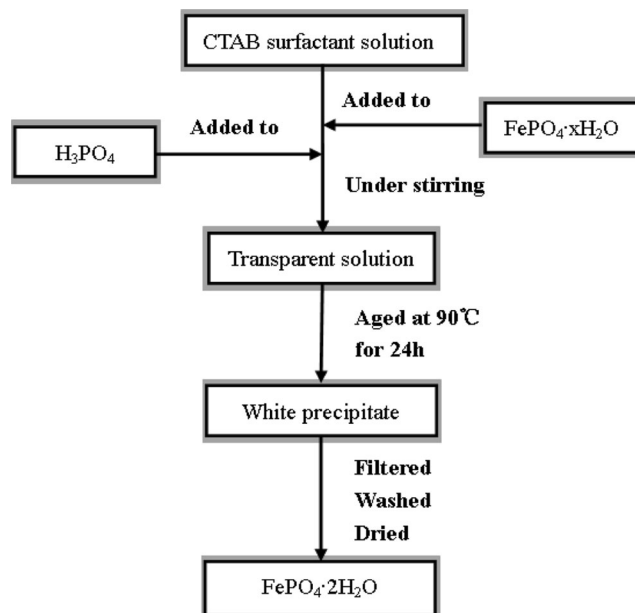 CTAB surfactant solution
Added to
FePO₄·xH₂O
Added to
H₃PO₄
Under stirring
Transparent solution
Aged at 90℃
for 24h
White precipitate
Filtered
Washed
Dried
FePO₄·2H₂O